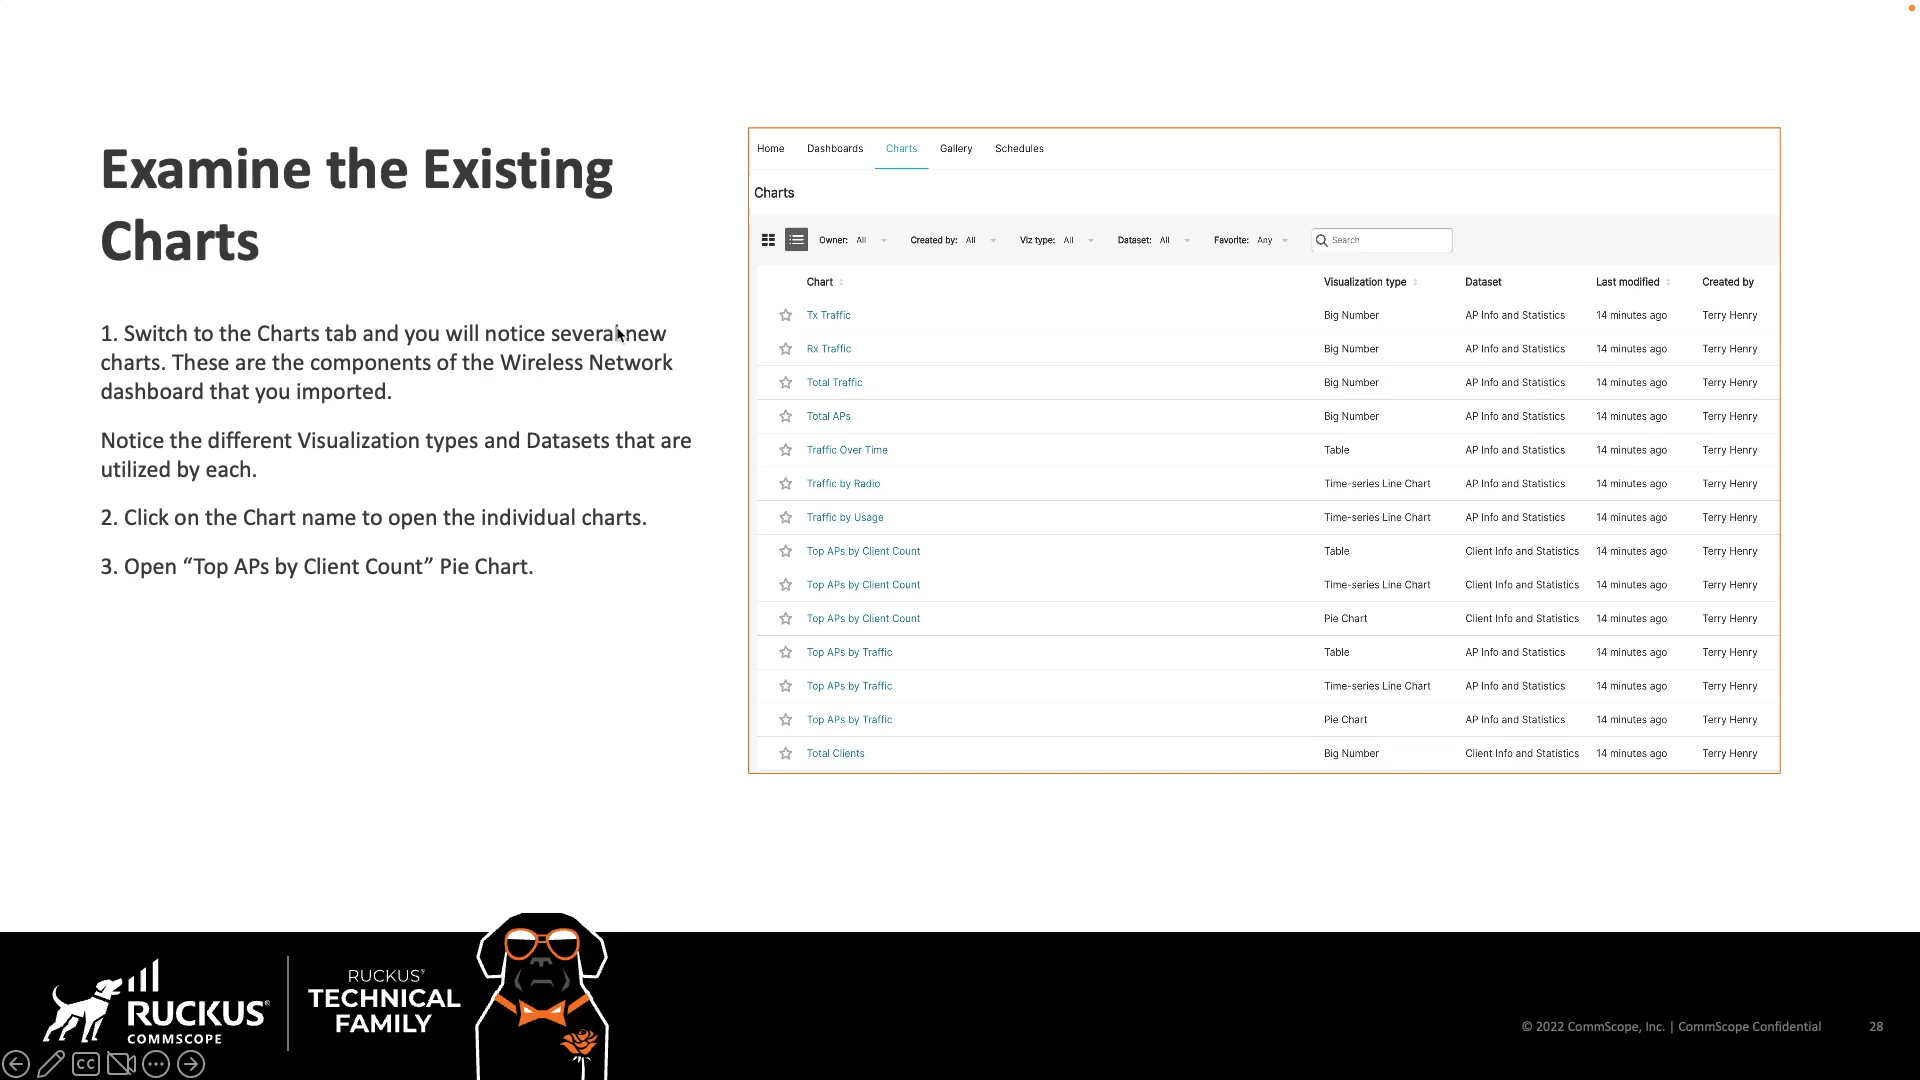 Examine the Existing
Charts
1. Switch to the Charts tab and you will notice several new
charts. These are the components of the Wireless Network
dashboard that you imported.
Notice the different Visualization types and Datasets that are
utilized by each.
2. Click on the Chart name to open the individual charts.
3. Open “Top APs by Client Count” Pie Chart.
Home Dashboards Charts Gallery Schedules
Charts
Owner: All Created by: All Viz type: All Dataset: All Favorite: Any Search
Chart Visualization type Dataset Last modified Created by
Tx Traffic Big Number AP Info and Statistics 14 minutes ago Terry Henry
Rx Traffic Big Number AP Info and Statistics 14 minutes ago Terry Henry
Total Traffic Big Number AP Info and Statistics 14 minutes ago Terry Henry
Total APs Big Number AP Info and Statistics 14 minutes ago Terry Henry
Traffic Over Time Table AP Info and Statistics 14 minutes ago Terry Henry
Traffic by Radio Time-series Line Chart AP Info and Statistics 14 minutes ago Terry Henry
Traffic by Usage Time-series Line Chart AP Info and Statistics 14 minutes ago Terry Henry
Top APs by Client Count Table Client Info and Statistics 14 minutes ago Terry Henry
Top APs by Client Count Time-series Line Chart Client Info and Statistics 14 minutes ago Terry Henry
Top APs by Client Count Pie Chart Client Info and Statistics 14 minutes ago Terry Henry
Top APs by Traffic Table AP Info and Statistics 14 minutes ago Terry Henry
Top APs by Traffic Time-series Line Chart AP Info and Statistics 14 minutes ago Terry Henry
Top APs by Traffic Pie Chart AP Info and Statistics 14 minutes ago Terry Henry
Total Clients Big Number Client Info and Statistics 14 minutes ago Terry Henry
RUCKUS®
COMMSCOPE
RUCKUS®
TECHNICAL
FAMILY
© 2022 CommScope, Inc. | CommScope Confidential 28
CC